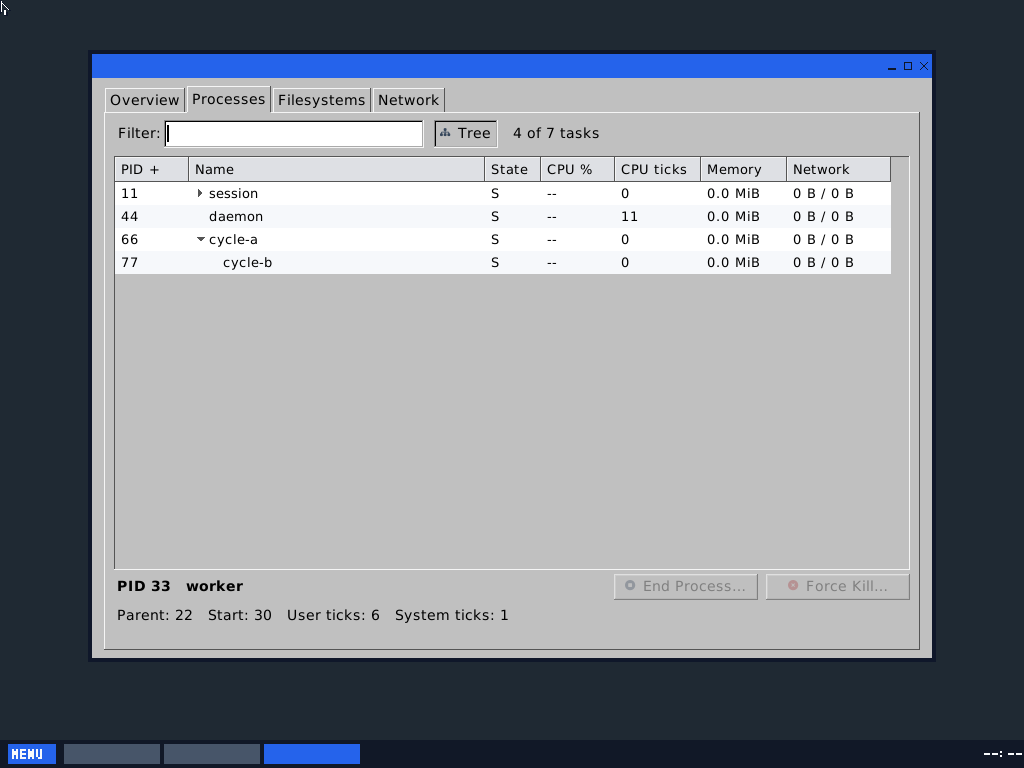 Overview Processes Filesystems Network
Filter: Tree 4 of 7 tasks
PID + Name State CPU % CPU ticks Memory Network
11 session S -- 0 0.0 MiB 0 B / 0 B
44 daemon S -- 11 0.0 MiB 0 B / 0 B
66 cycle-a S -- 0 0.0 MiB 0 B / 0 B
77 cycle-b S -- 0 0.0 MiB 0 B / 0 B
PID 33 worker End Process... Force Kill...
Parent: 22 Start: 30 User ticks: 6 System ticks: 1
MENU --:--